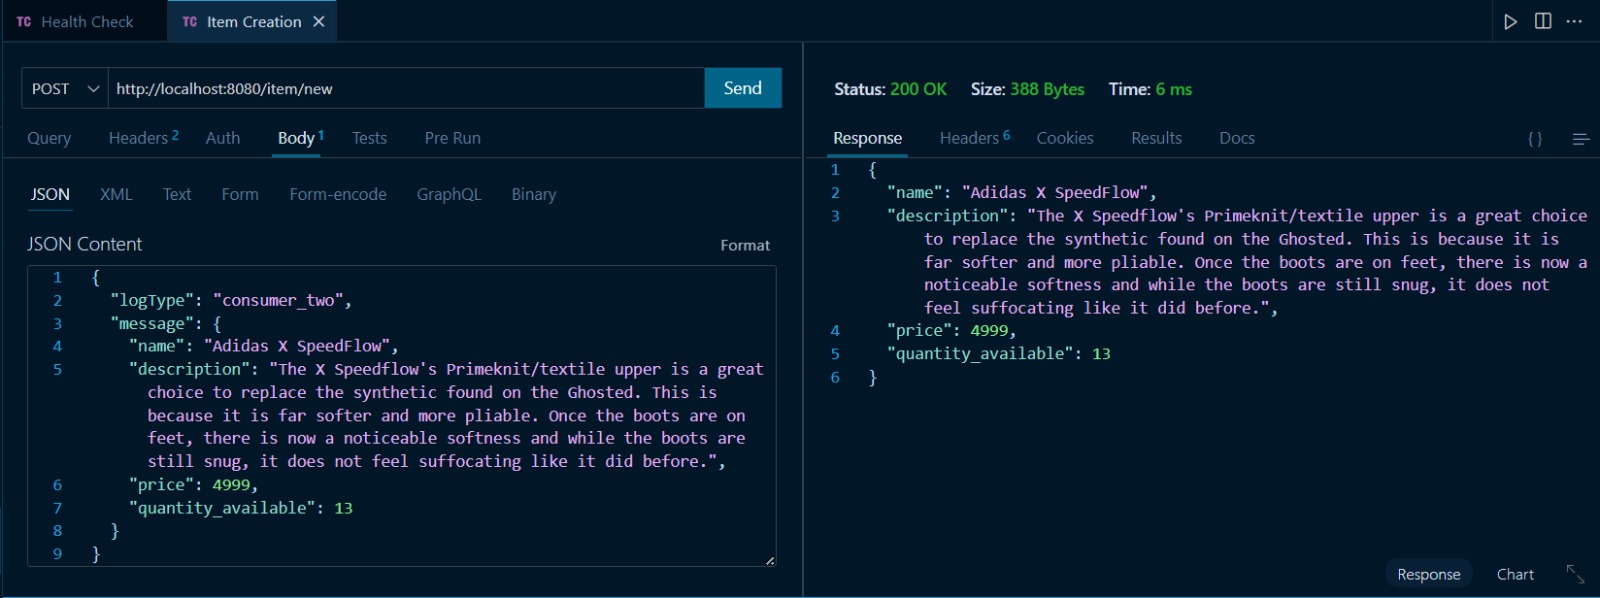 TC Health Check TC Item Creation ✕
POST http://localhost:8080/item/new Send
Query Headers 2 Auth Body 1 Tests Pre Run
JSON XML Text Form Form-encode GraphQL Binary
JSON Content Format
1 {
2 "logType": "consumer_two",
3 "message": {
4 "name": "Adidas X SpeedFlow",
5 "description": "The X Speedflow's Primeknit/textile upper is a great
choice to replace the synthetic found on the Ghosted. This is
because it is far softer and more pliable. Once the boots are on
feet, there is now a noticeable softness and while the boots are
still snug, it does not feel suffocating like it did before.",
6 "price": 4999,
7 "quantity_available": 13
8 }
9 }
Status: 200 OK Size: 388 Bytes Time: 6 ms
Response Headers 6 Cookies Results Docs { }
1 {
2 "name": "Adidas X SpeedFlow",
3 "description": "The X Speedflow's Primeknit/textile upper is a great choice
to replace the synthetic found on the Ghosted. This is because it is
far softer and more pliable. Once the boots are on feet, there is now a
noticeable softness and while the boots are still snug, it does not
feel suffocating like it did before.",
4 "price": 4999,
5 "quantity_available": 13
6 }
Response Chart